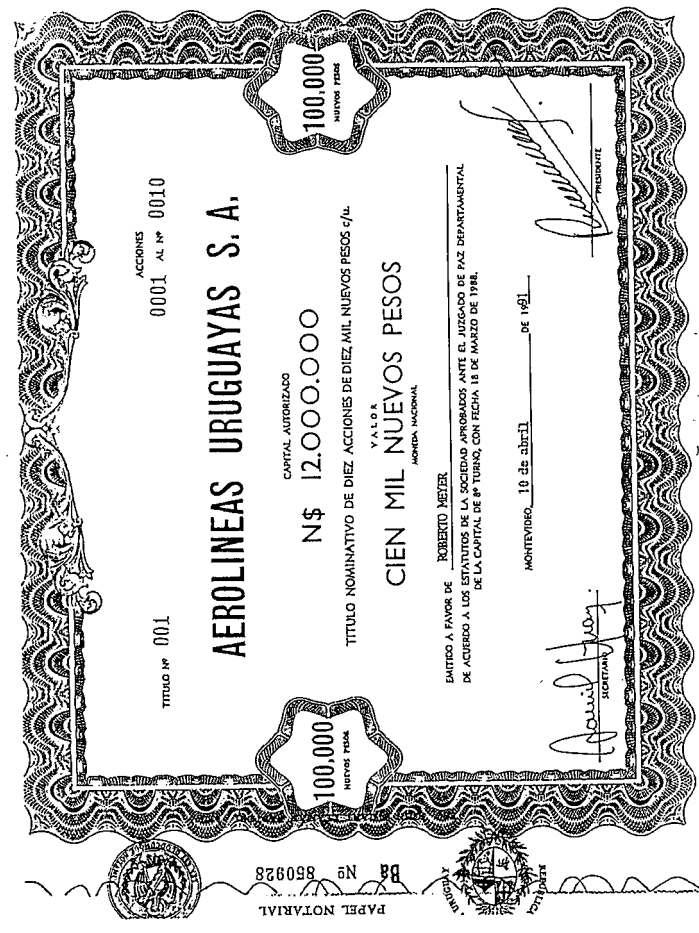 TITULO Nº 001
ACCIONES
0001 AL Nº 0010
AEROLINEAS URUGUAYAS S. A.
CAPITAL AUTORIZADO
N$ 12.000.000
TITULO NOMINATIVO DE DIEZ ACCIONES DE DIEZ MIL NUEVOS PESOS c/u.
VALOR
CIEN MIL NUEVOS PESOS
MONEDA NACIONAL
100,000
NUEVOS PESOS
100,000
NUEVOS PESOS
EMITIDO A FAVOR DE ROBERTO MEYER
DE ACUERDO A LOS ESTATUTOS DE LA SOCIEDAD APROBADOS ANTE EL JUZGADO DE PAZ DEPARTAMENTAL
DE LA CAPITAL DE 8º TURNO, CON FECHA 18 DE MARZO DE 1988.
MONTEVIDEO, 10 de abril DE 1991
SECRETARIO
PRESIDENTE
PAPEL NOTARIAL
Ba Nº 850928
REPUBLICA
URUGUAY